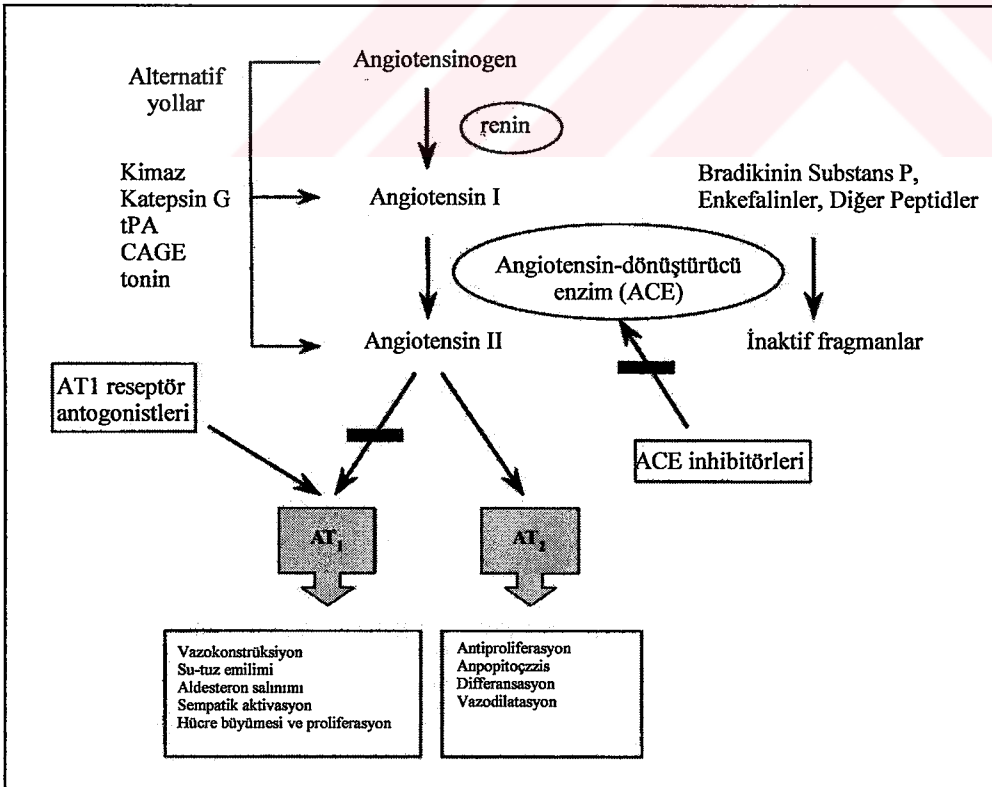 Angiotensinogen
Alternatif
yollar
renin
Kimaz
Katepsin G
tPA
CAGE
tonin
Angiotensin I
Bradikinin Substans P,
Enkefalinler, Diğer Peptidler
Angiotensin-dönüştürücü
enzim (ACE)
Angiotensin II
İnaktif fragmanlar
AT1 reseptör
antogonistleri
ACE inhibitörleri
AT1
AT2
Vazokonstrüksiyon
Su-tuz emilimi
Aldesteron salınımı
Sempatik aktivasyon
Hücre büyümesi ve proliferasyon
Antiproliferasyon
Anpopitoçzzis
Differansasyon
Vazodilatasyon